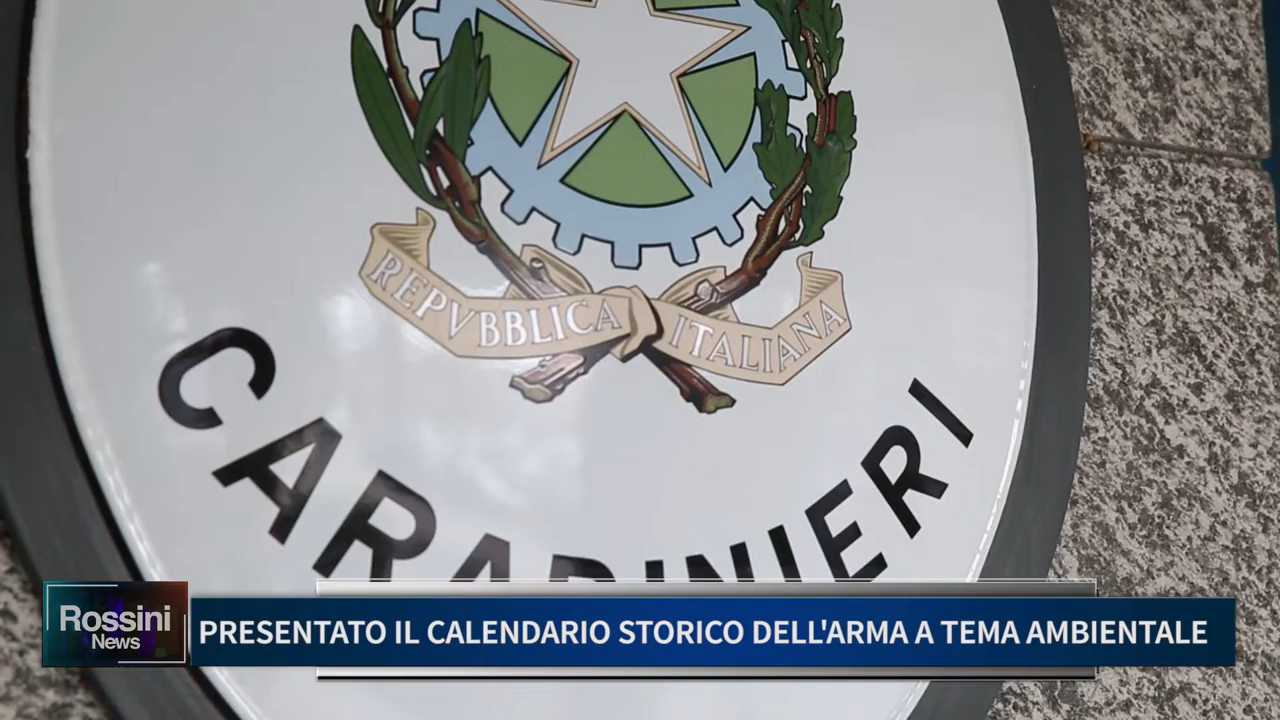 REPVBBLICA ITALIANA
CARABINIERI
Rossini
News
PRESENTATO IL CALENDARIO STORICO DELL'ARMA A TEMA AMBIENTALE